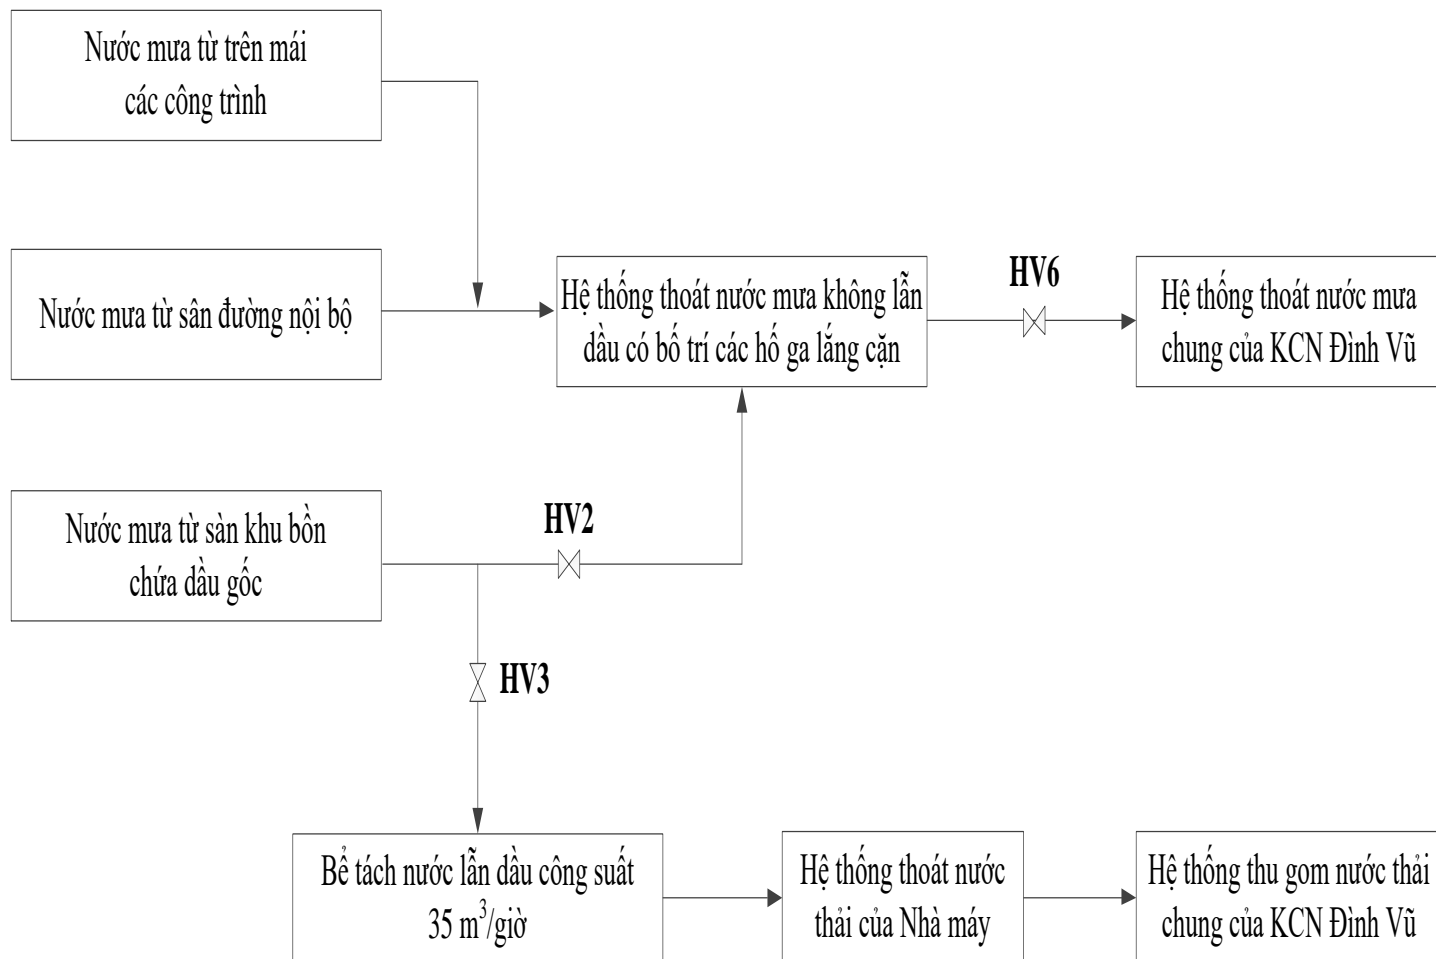 Nước mưa từ trên mái
các công trình
Nước mưa từ sân đường nội bộ
Hệ thống thoát nước mưa không lẫn
dầu có bố trí các hố ga lắng cặn
HV6
Hệ thống thoát nước mưa
chung của KCN Đình Vũ
Nước mưa từ sàn khu bồn
chứa dầu gốc
HV2
HV3
Bể tách nước lẫn dầu công suất
35 m³/giờ
Hệ thống thoát nước
thải của Nhà máy
Hệ thống thu gom nước thải
chung của KCN Đình Vũ